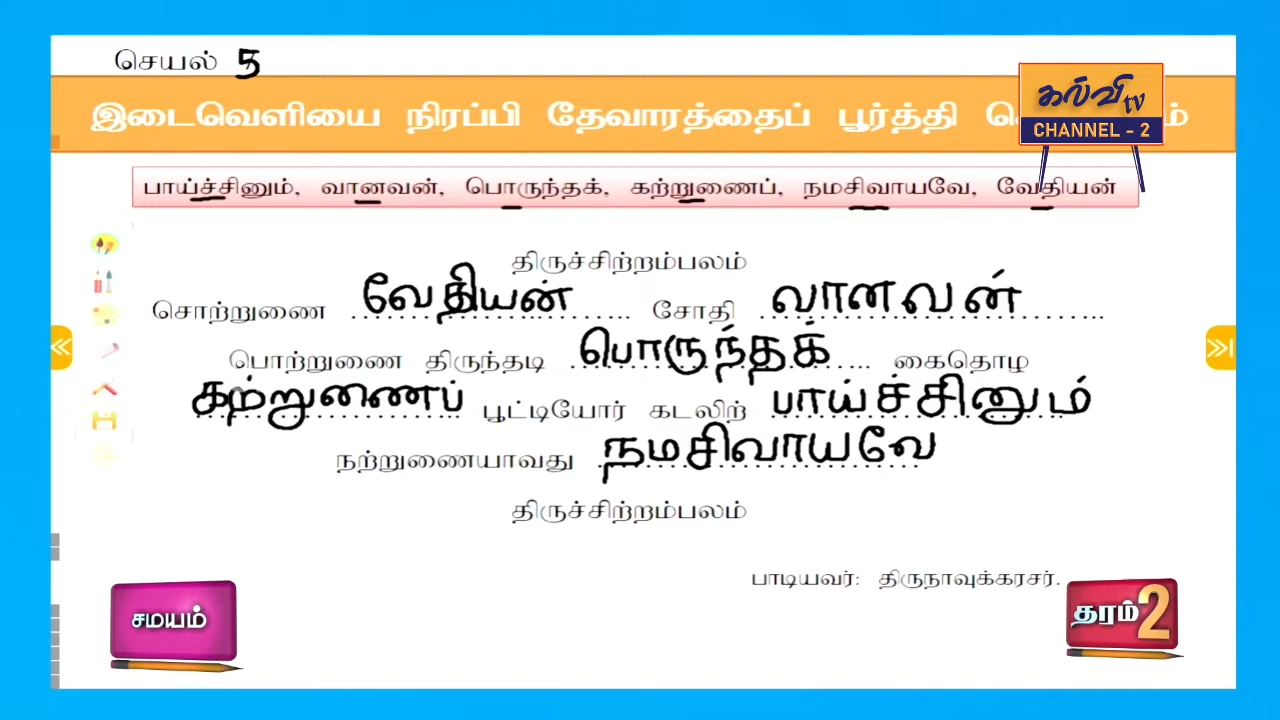 செயல் 5
இடைவெளியை நிரப்பி தேவாரத்தைப் பூர்த்தி
கல்வி tv
CHANNEL - 2
பாய்ச்சினும், வானவன், பொருந்தக், கற்றுணைப், நமசிவாயவே, வேதியன்
திருச்சிற்றம்பலம்
சொற்றுணை வேதியன் சோதி வானவன்
பொற்றுணை திருந்தடி பொருந்தக் கைதொழ
கற்றுணைப் பூட்டியோர் கடலிற் பாய்ச்சினும்
நற்றுணையாவது நமசிவாயவே
திருச்சிற்றம்பலம்
பாடியவர்: திருநாவுக்கரசர்.
சமயம்
தரம் 2